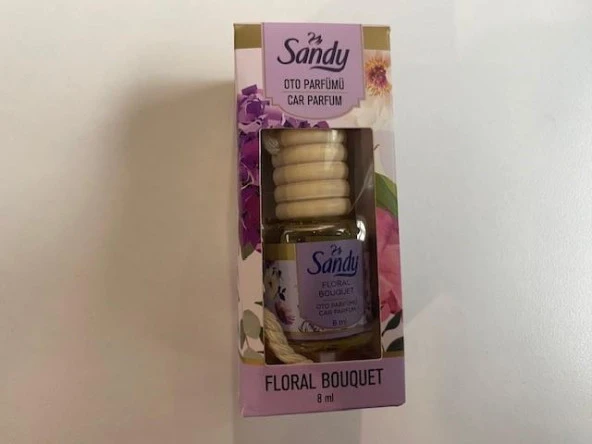 Sandy
OTO PARFÜMÜ
CAR PARFUM
Sandy
FLORAL
BOUQUET
OTO PARFÜMÜ
CAR PARFUM
8 ml
FLORAL BOUQUET
8 ml